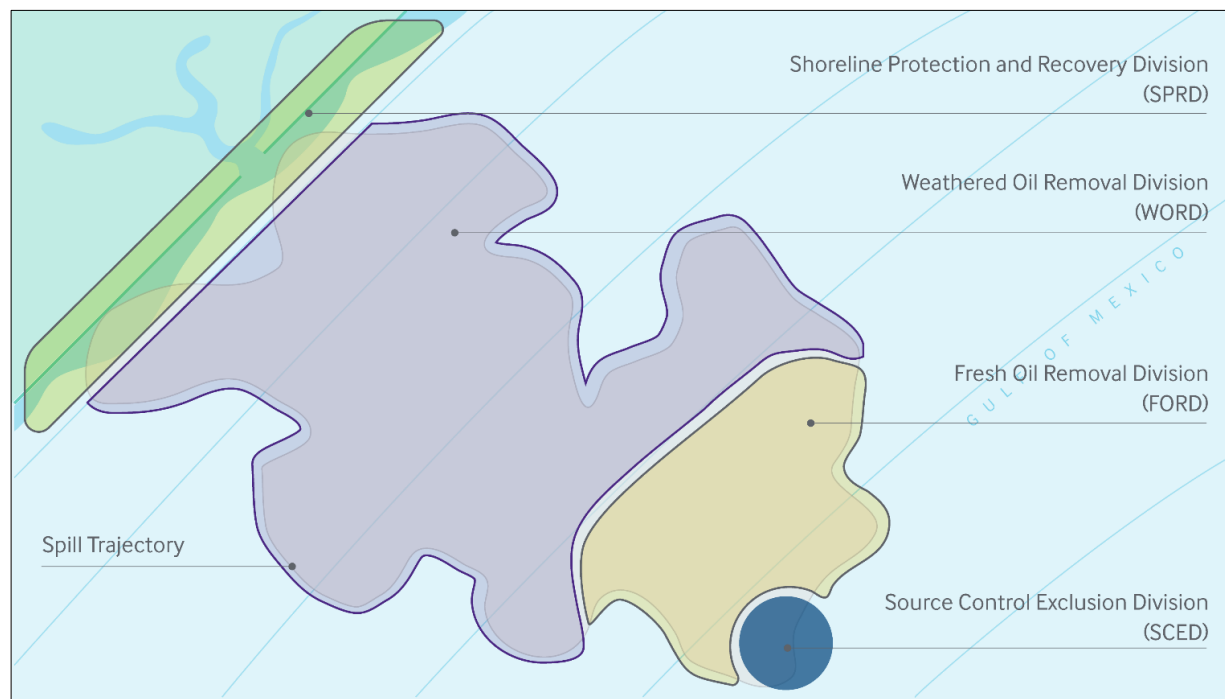 Shoreline Protection and Recovery Division
(SPRD)
Weathered Oil Removal Division
(WORD)
GULF OF MEXICO
Fresh Oil Removal Division
(FORD)
Spill Trajectory
Source Control Exclusion Division
(SCED)